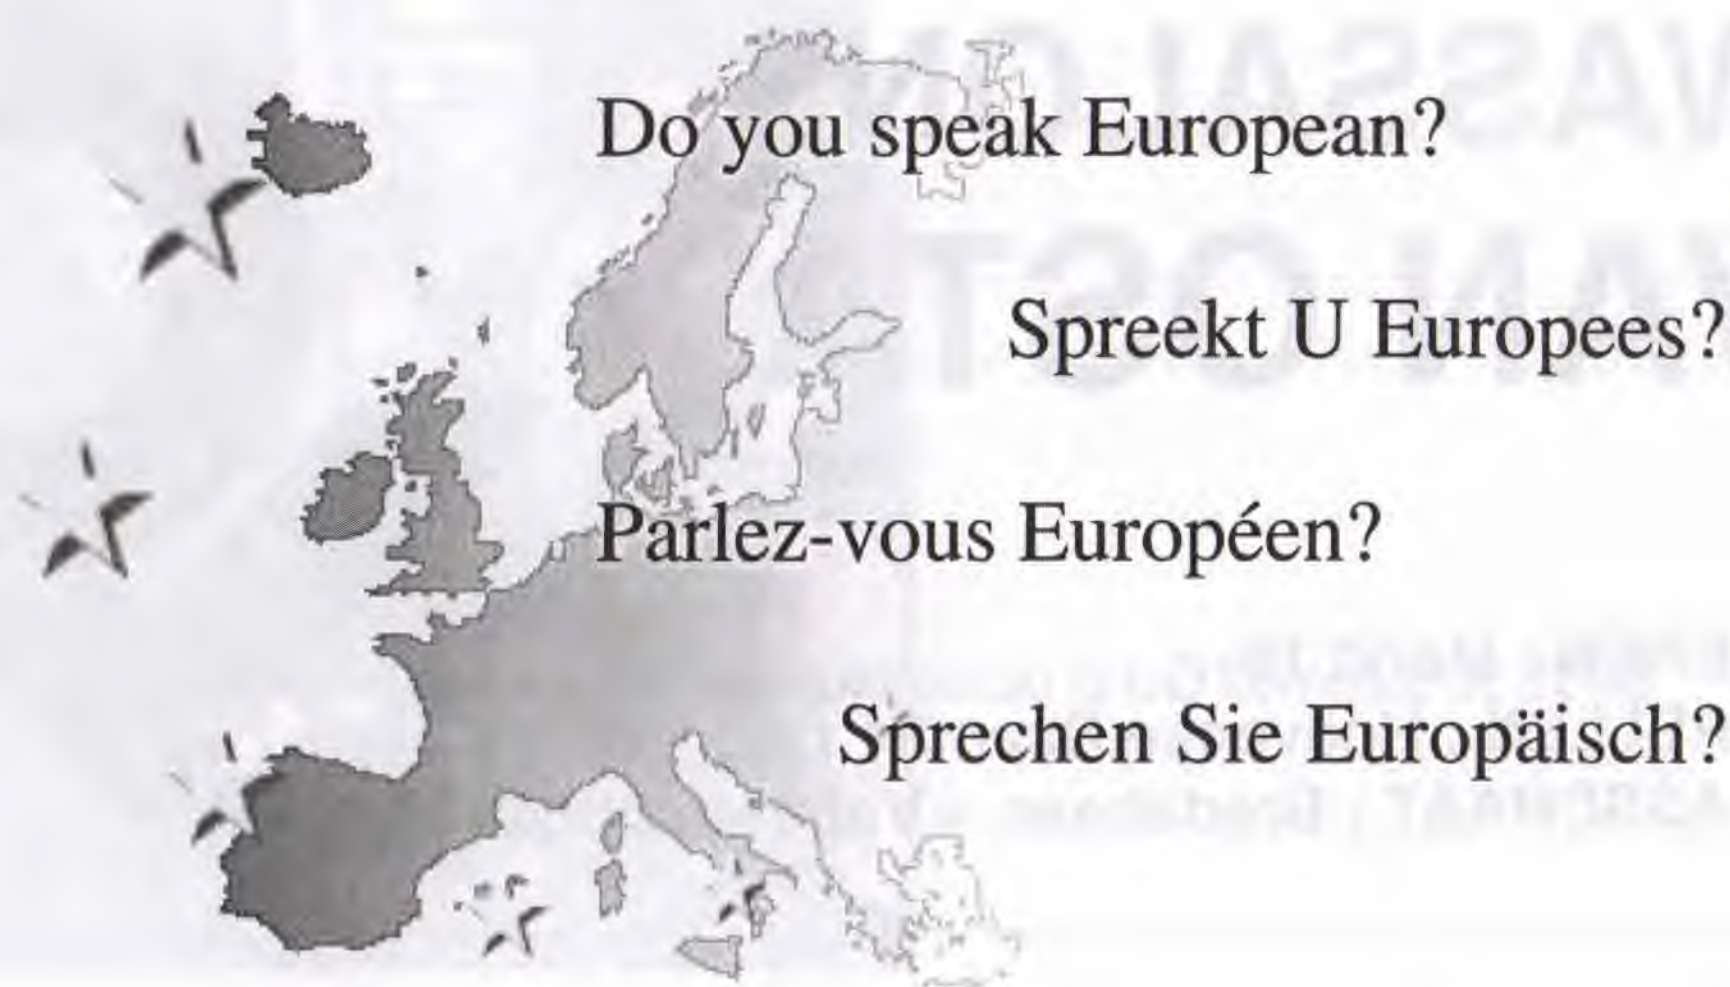 Do you speak European?
Spreekt U Europees?
Parlez-vous Européen?
Sprechen Sie Europäisch?